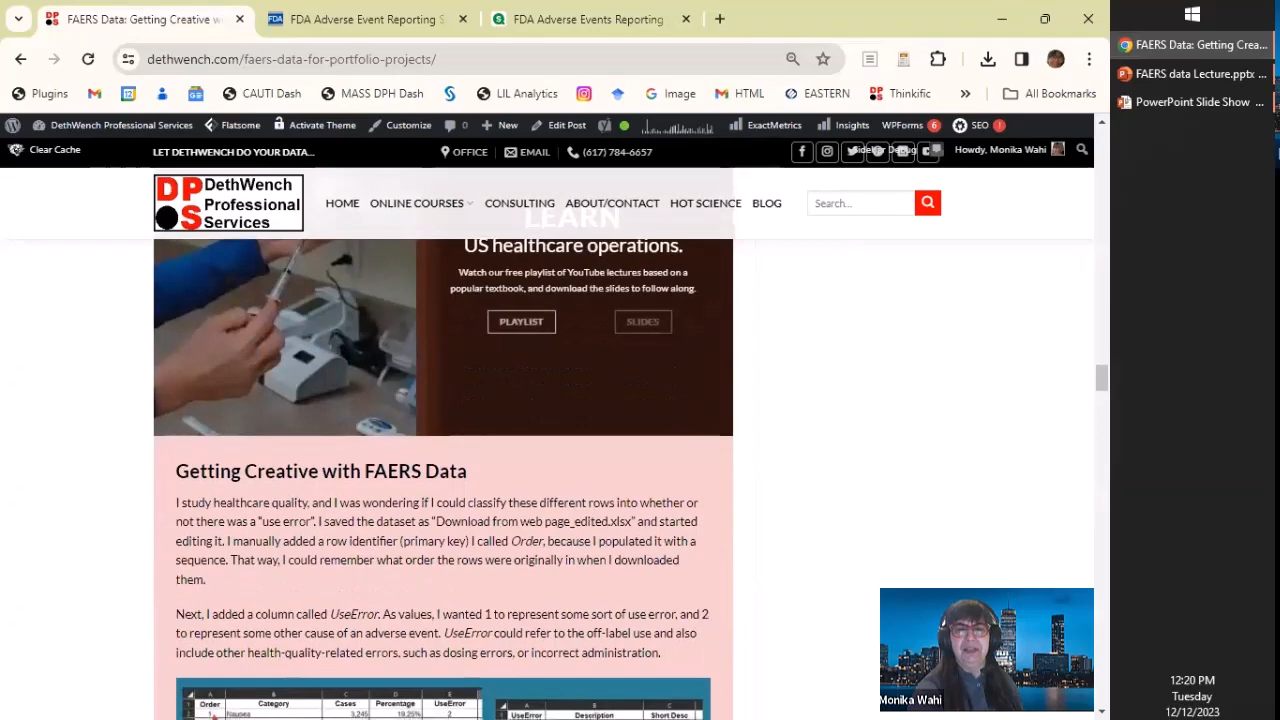 FAERS Data: Getting Creative w
FDA Adverse Event Reporting S
FDA Adverse Events Reporting
dethwench.com/faers-data-for-portfolio-projects/
Plugins
CAUTI Dash
MASS DPH Dash
LIL Analytics
Image
HTML
EASTERN
Thinkific
All Bookmarks
DethWench Professional Services
Flatsome
Activate Theme
Customize
0
New
Edit Post
ExactMetrics
Insights
WPForms 6
SEO !
Clear Cache
LET DETHWENCH DO YOUR DATA...
OFFICE
EMAIL
(617) 784-6657
Sidebar Debug
Howdy, Monika Wahi
DP S
DethWench
Professional
Services
HOME
ONLINE COURSES
CONSULTING
ABOUT/CONTACT
HOT SCIENCE
BLOG
Search...
LEARN
US healthcare operations.
Watch our free playlist of YouTube lectures based on a
popular textbook, and download the slides to follow along.
PLAYLIST
SLIDES
Getting Creative with FAERS Data
I study healthcare quality, and I was wondering if I could classify these different rows into whether or
not there was a "use error". I saved the dataset as "Download from web page_edited.xlsx" and started
editing it. I manually added a row identifier (primary key) I called Order, because I populated it with a
sequence. That way, I could remember what order the rows were originally in when I downloaded
them.
Next, I added a column called UseError. As values, I wanted 1 to represent some sort of use error, and 2
to represent some other cause of an adverse event. UseError could refer to the off-label use and also
include other health-quality-related errors, such as dosing errors, or incorrect administration.
A B C D E
Order Category Cases Percentage UseError
1 Nausea 3,245 19.25% 2
A B C
UseError Description Short Desc
Monika Wahi
FAERS Data: Getting Crea...
FAERS data Lecture.pptx ...
PowerPoint Slide Show ...
12:20 PM
Tuesday
12/12/2023